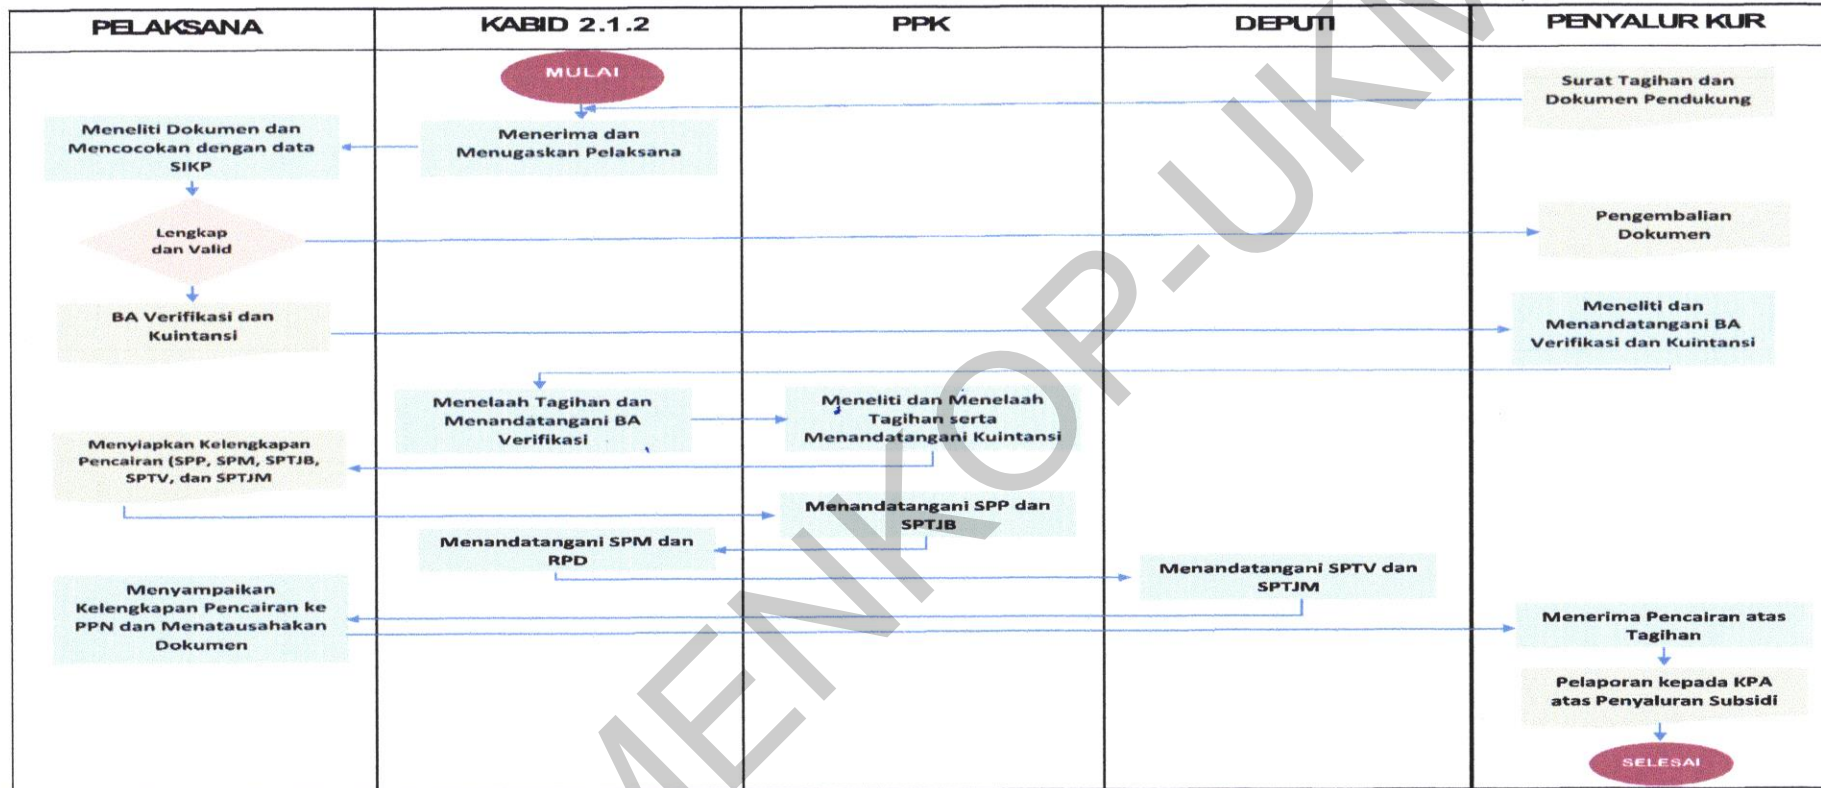 PELAKSANA
KABID 2.1.2
PPK
DEPUTI
PENYALUR KUR
MULAI
Surat Tagihan dan
Dokumen Pendukung
Menerima dan
Menugaskan Pelaksana
Meneliti Dokumen dan
Mencocokan dengan data
SIKP
Lengkap
dan Valid
Pengembalian
Dokumen
BA Verifikasi dan
Kuintansi
Meneliti dan
Menandatangani BA
Verifikasi dan Kuintansi
Menelaah Tagihan dan
Menandatangani BA
Verifikasi
Meneliti dan Menelaah
Tagihan serta
Menandatangani Kuintansi
Menyiapkan Kelengkapan
Pencairan (SPP, SPM, SPTJB,
SPTV, dan SPTJM
Menandatangani SPP dan
SPTJB
Menandatangani SPM dan
RPD
Menandatangani SPTV dan
SPTJM
Menyampaikan
Kelengkapan Pencairan ke
PPN dan Menatausahakan
Dokumen
Menerima Pencairan atas
Tagihan
Pelaporan kepada KPA
atas Penyaluran Subsidi
SELESAI
MENKOP-UKM